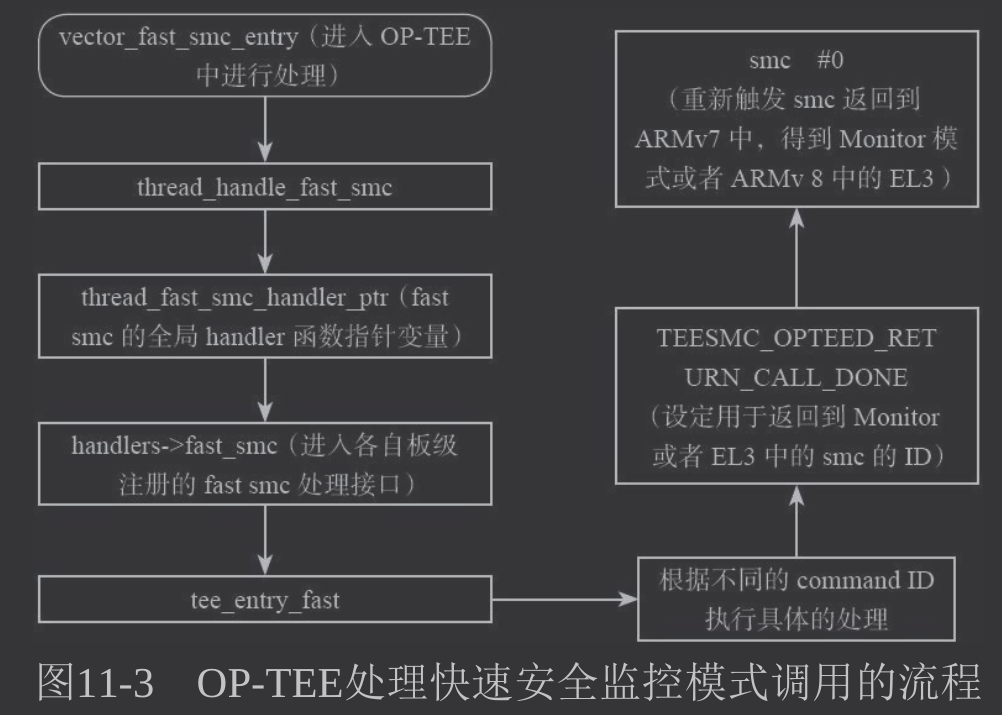 vector_fast_smc_entry（进入 OP-TEE
中进行处理）
thread_handle_fast_smc
thread_fast_smc_handler_ptr（fast
smc 的全局 handler 函数指针变量）
handlers->fast_smc（进入各自板级
注册的 fast smc 处理接口）
tee_entry_fast
根据不同的 command ID
执行具体的处理
TEESMC_OPTEED_RET
URN_CALL_DONE
（设定用于返回到 Monitor
或者 EL3 中的 smc 的 ID）
smc #0
（重新触发 smc 返回到
ARMv7 中，得到 Monitor 模
式或者 ARMv 8 中的 EL3 ）
图11-3 OP-TEE处理快速安全监控模式调用的流程